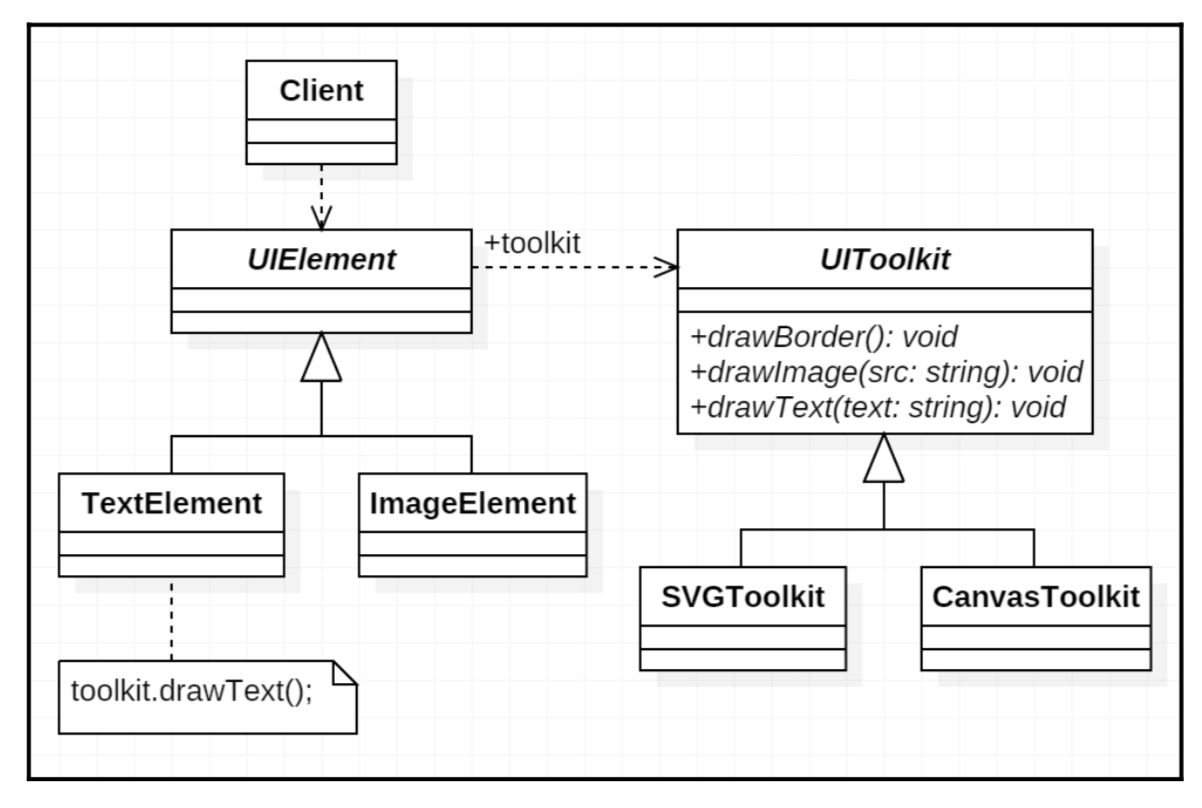 Client
UIElement
+toolkit
UIToolkit
+drawBorder(): void
+drawImage(src: string): void
+drawText(text: string): void
TextElement
ImageElement
SVGToolkit
CanvasToolkit
toolkit.drawText();